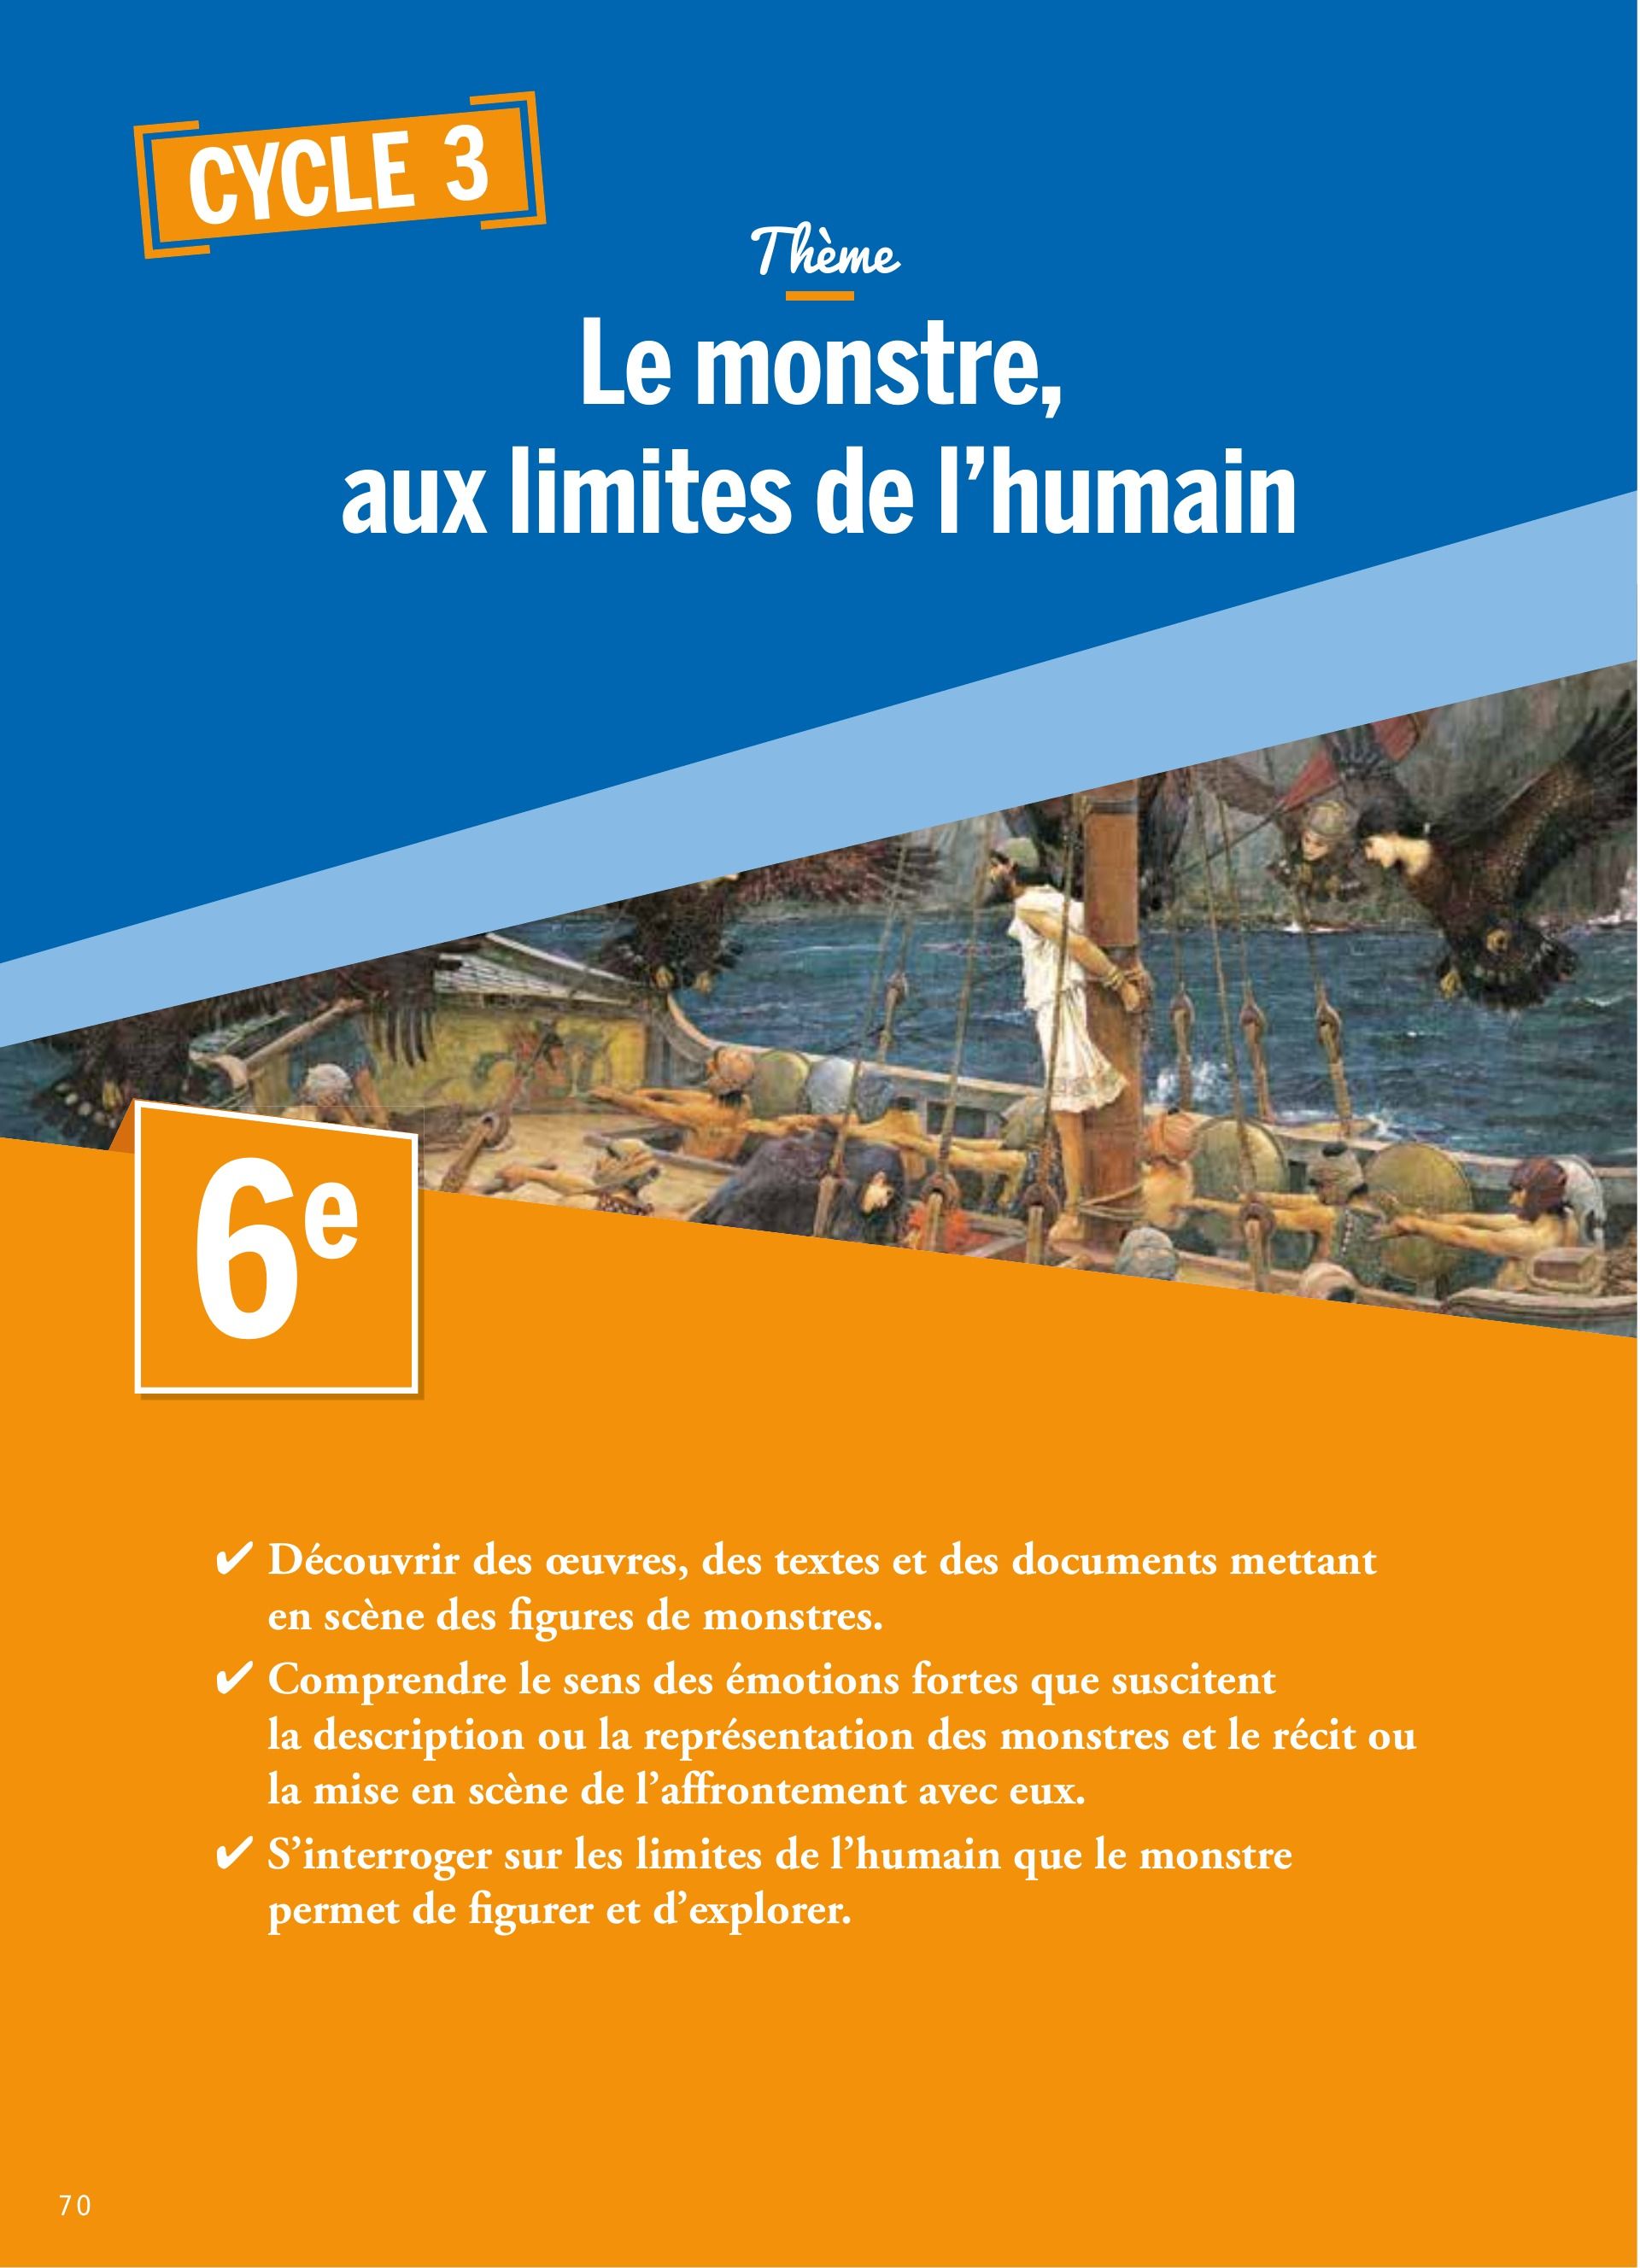 CYCLE 3
Thème
Le monstre,
aux limites de l’humain
6e
✔ Découvrir des œuvres, des textes et des documents mettant
en scène des figures de monstres.
✔ Comprendre le sens des émotions fortes que suscitent
la description ou la représentation des monstres et le récit ou
la mise en scène de l’affrontement avec eux.
✔ S’interroger sur les limites de l’humain que le monstre
permet de figurer et d’explorer.
70